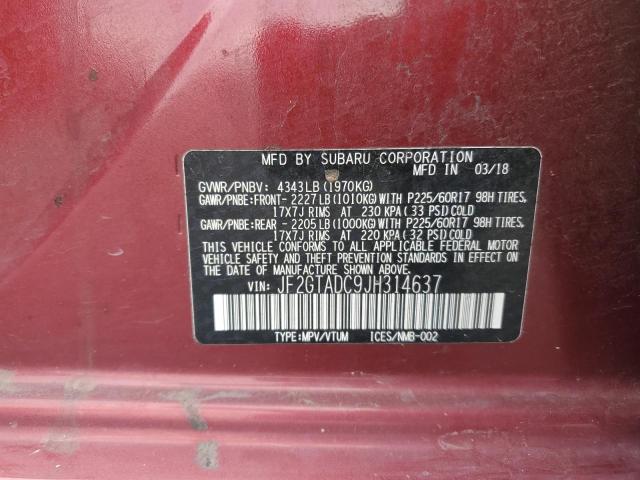 MFD BY SUBARU CORPORATION
MFD IN 03/18
GVWR/PNBV: 4343LB(1970KG)
GAWR/PNBE:FRONT-2227LB(1010KG)WITH P225/60R17 98H TIRES,
17X7J RIMS AT 230 KPA(33 PSI)COLD
GAWR/PNBE:REAR -2205LB(1000KG)WITH P225/60R17 98H TIRES,
17X7J RIMS AT 220 KPA(32 PSI)COLD
THIS VEHICLE CONFORMS TO ALL APPLICABLE FEDERAL MOTOR
VEHICLE SAFETY AND THEFT PREVENTION STANDARDS IN EFFECT ON
THE DATE OF MANUFACTURE SHOWN ABOVE.
VIN: JF2GTADC9JH314637
TYPE:MPV/VTUM ICES/NMB-002